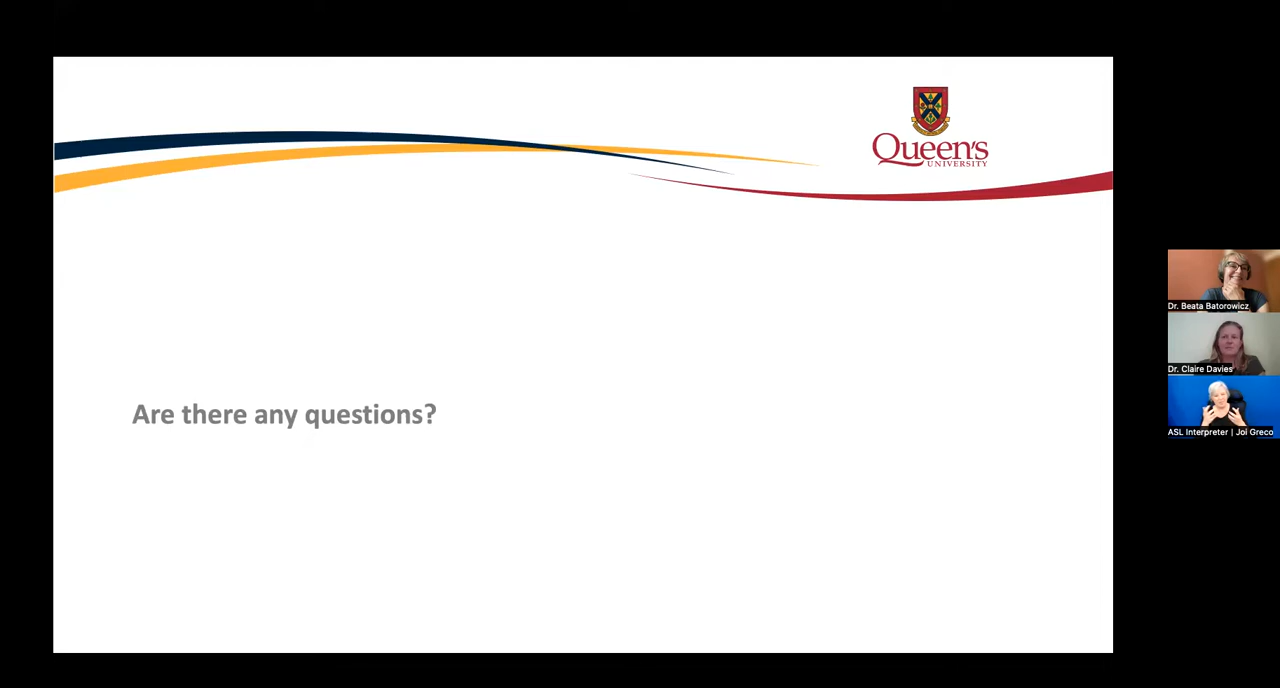 Queen's
UNIVERSITY
Dr. Beata Batorowicz
Dr. Claire Davies
Are there any questions?
ASL Interpreter | Joi Greco